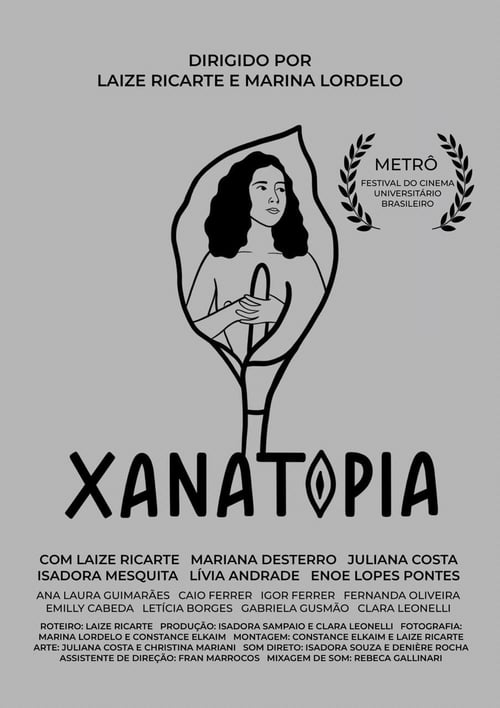 DIRIGIDO POR
LAIZE RICARTE E MARINA LORDELO
METRÔ
FESTIVAL DO CINEMA
UNIVERSITÁRIO
BRASILEIRO
XANATOPIA
COM LAIZE RICARTE MARIANA DESTERRO JULIANA COSTA
ISADORA MESQUITA LÍVIA ANDRADE ENOE LOPES PONTES
ANA LAURA GUIMARÃES CAIO FERRER IGOR FERRER FERNANDA OLIVEIRA
EMILLY CABEDA LETÍCIA BORGES GABRIELA GUSMÃO CLARA LEONELLI
ROTEIRO: LAIZE RICARTE PRODUÇÃO: ISADORA SAMPAIO E CLARA LEONELLI FOTOGRAFIA:
MARINA LORDELO E CONSTANCE ELKAIM MONTAGEM: CONSTANCE ELKAIM E LAIZE RICARTE
ARTE: JULIANA COSTA E CHRISTINA MARIANI SOM DIRETO: ISADORA SOUZA E DENIÈRE ROCHA
ASSISTENTE DE DIREÇÃO: FRAN MARROCOS MIXAGEM DE SOM: REBECA GALLINARI